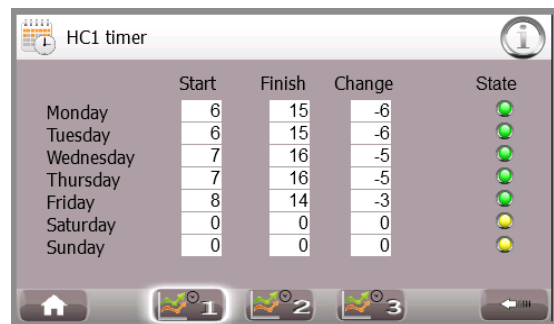 HC1 timer
Start Finish Change State
Monday 6 15 -6
Tuesday 6 15 -6
Wednesday 7 16 -5
Thursday 7 16 -5
Friday 8 14 -3
Saturday 0 0 0
Sunday 0 0 0
1 2 3